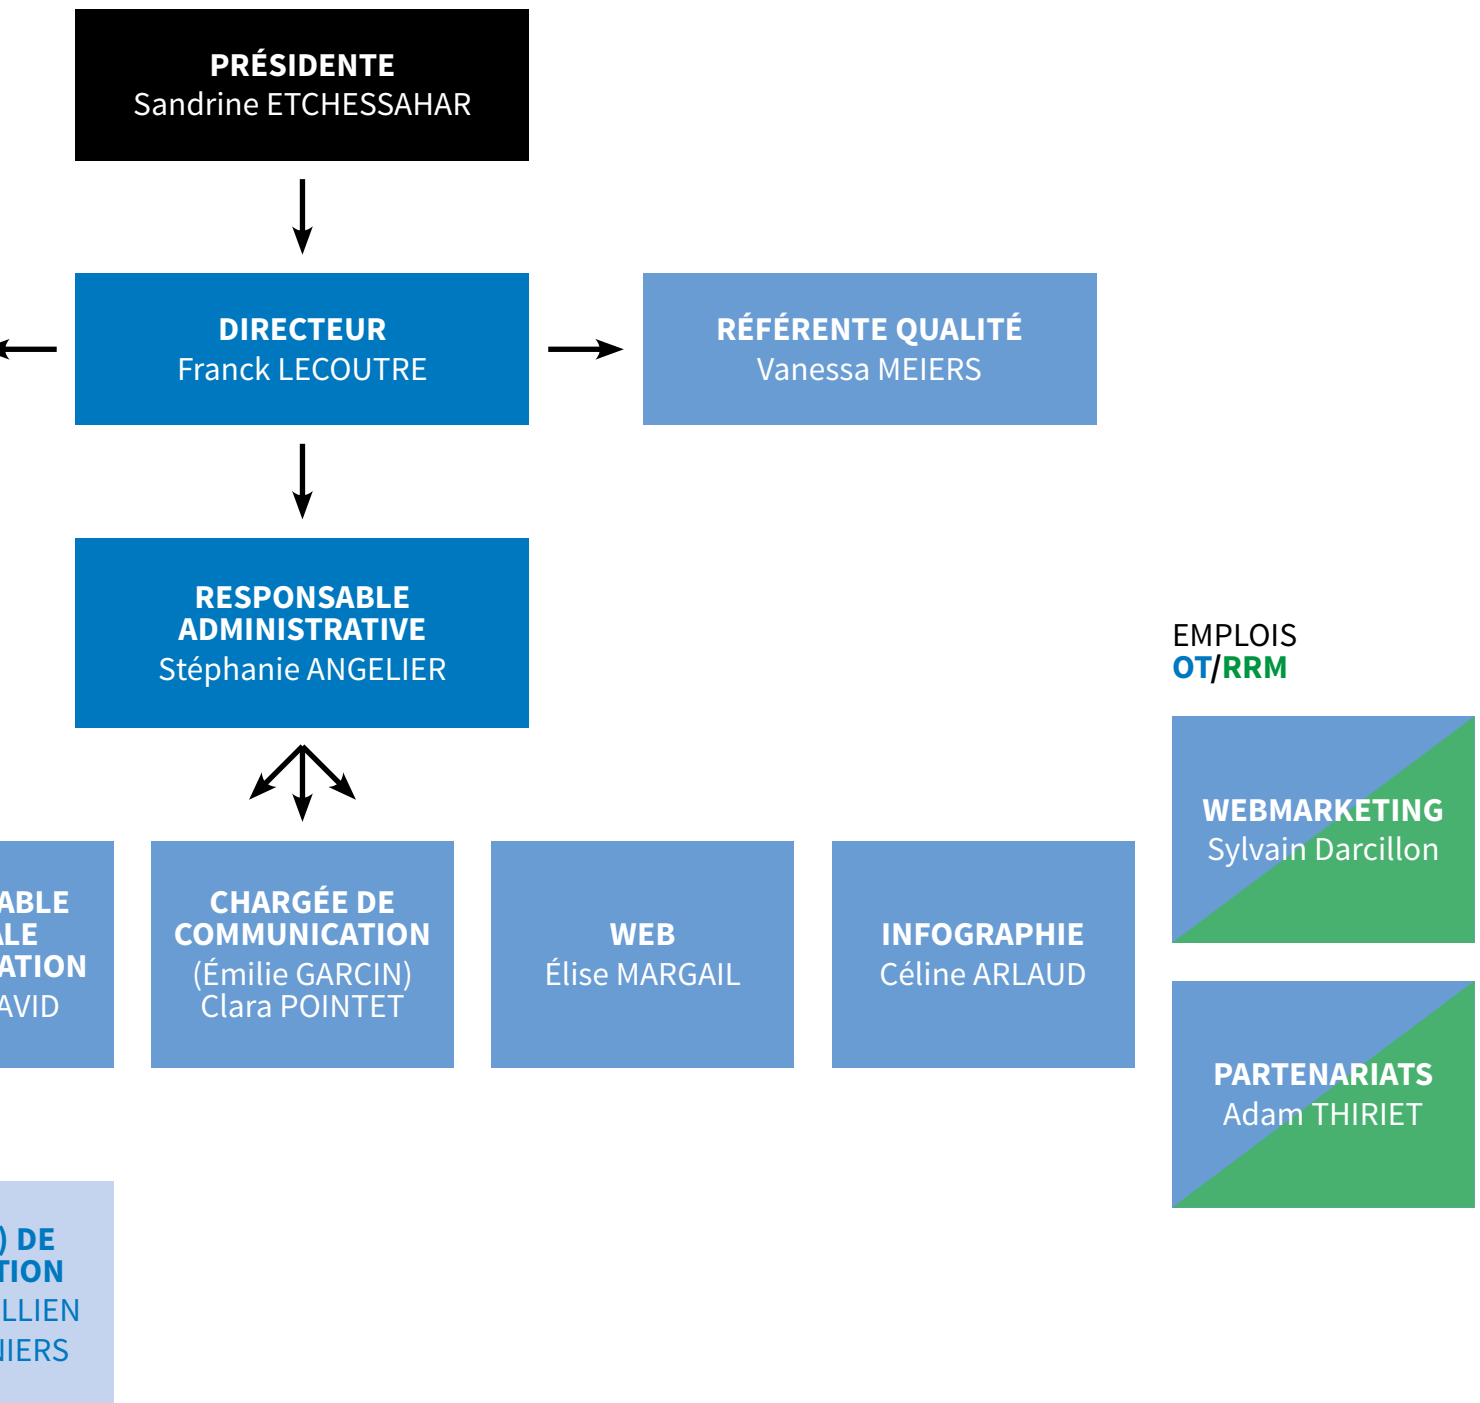 PRÉSIDENTE
Sandrine ETCHESSAHAR
DIRECTEUR
Franck LECOUTRE
RÉFÉRENTE QUALITÉ
Vanessa MEIERS
RESPONSABLE
ADMINISTRATIVE
Stéphanie ANGELIER
EMPLOIS
OT/RRM
WEBMARKETING
Sylvain Darcillon
CHARGÉE DE
COMMUNICATION
(Émilie GARCIN)
Clara POINTET
WEB
Élise MARGAIL
INFOGRAPHIE
Céline ARLAUD
PARTENARIATS
Adam THIRIET
) DE